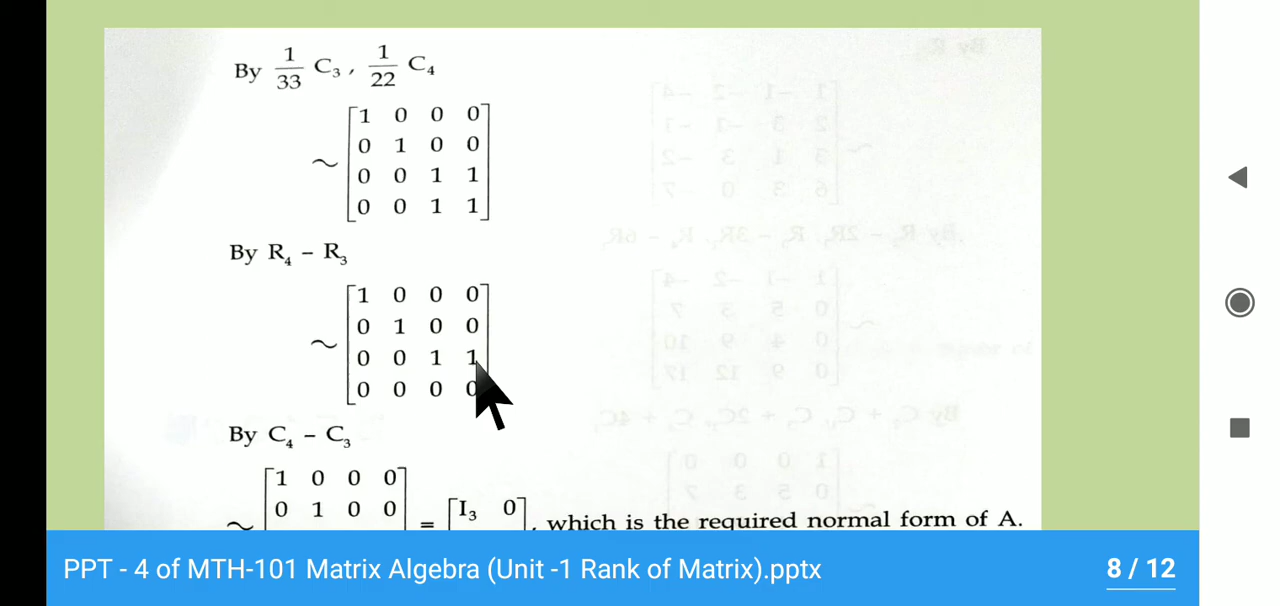 By 1/33 C₃, 1/22 C₄
~ [1 0 0 0
0 1 0 0
0 0 1 1
0 0 1 1]
By R₄ – R₃
~ [1 0 0 0
0 1 0 0
0 0 1 1
0 0 0 0]
By C₄ – C₃
~ [1 0 0 0
0 1 0 0 = [I₃ 0] , which is the required normal form of A.
PPT - 4 of MTH-101 Matrix Algebra (Unit -1 Rank of Matrix).pptx 8 / 12